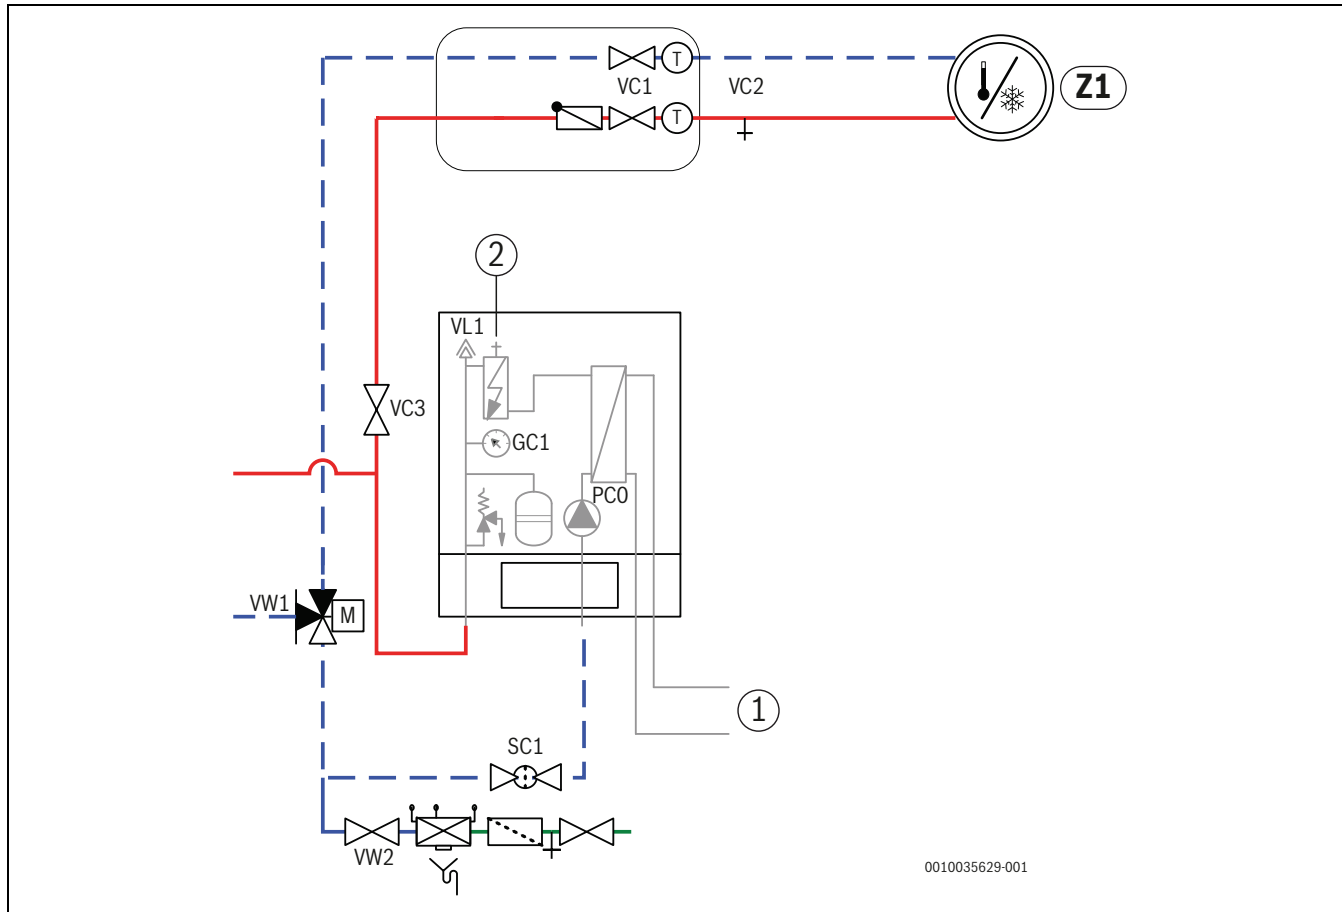 T
VC1
VC2
Z1
T
2
VL1
VC3
GC1
PC0
VW1
M
1
SC1
VW2
0010035629-001